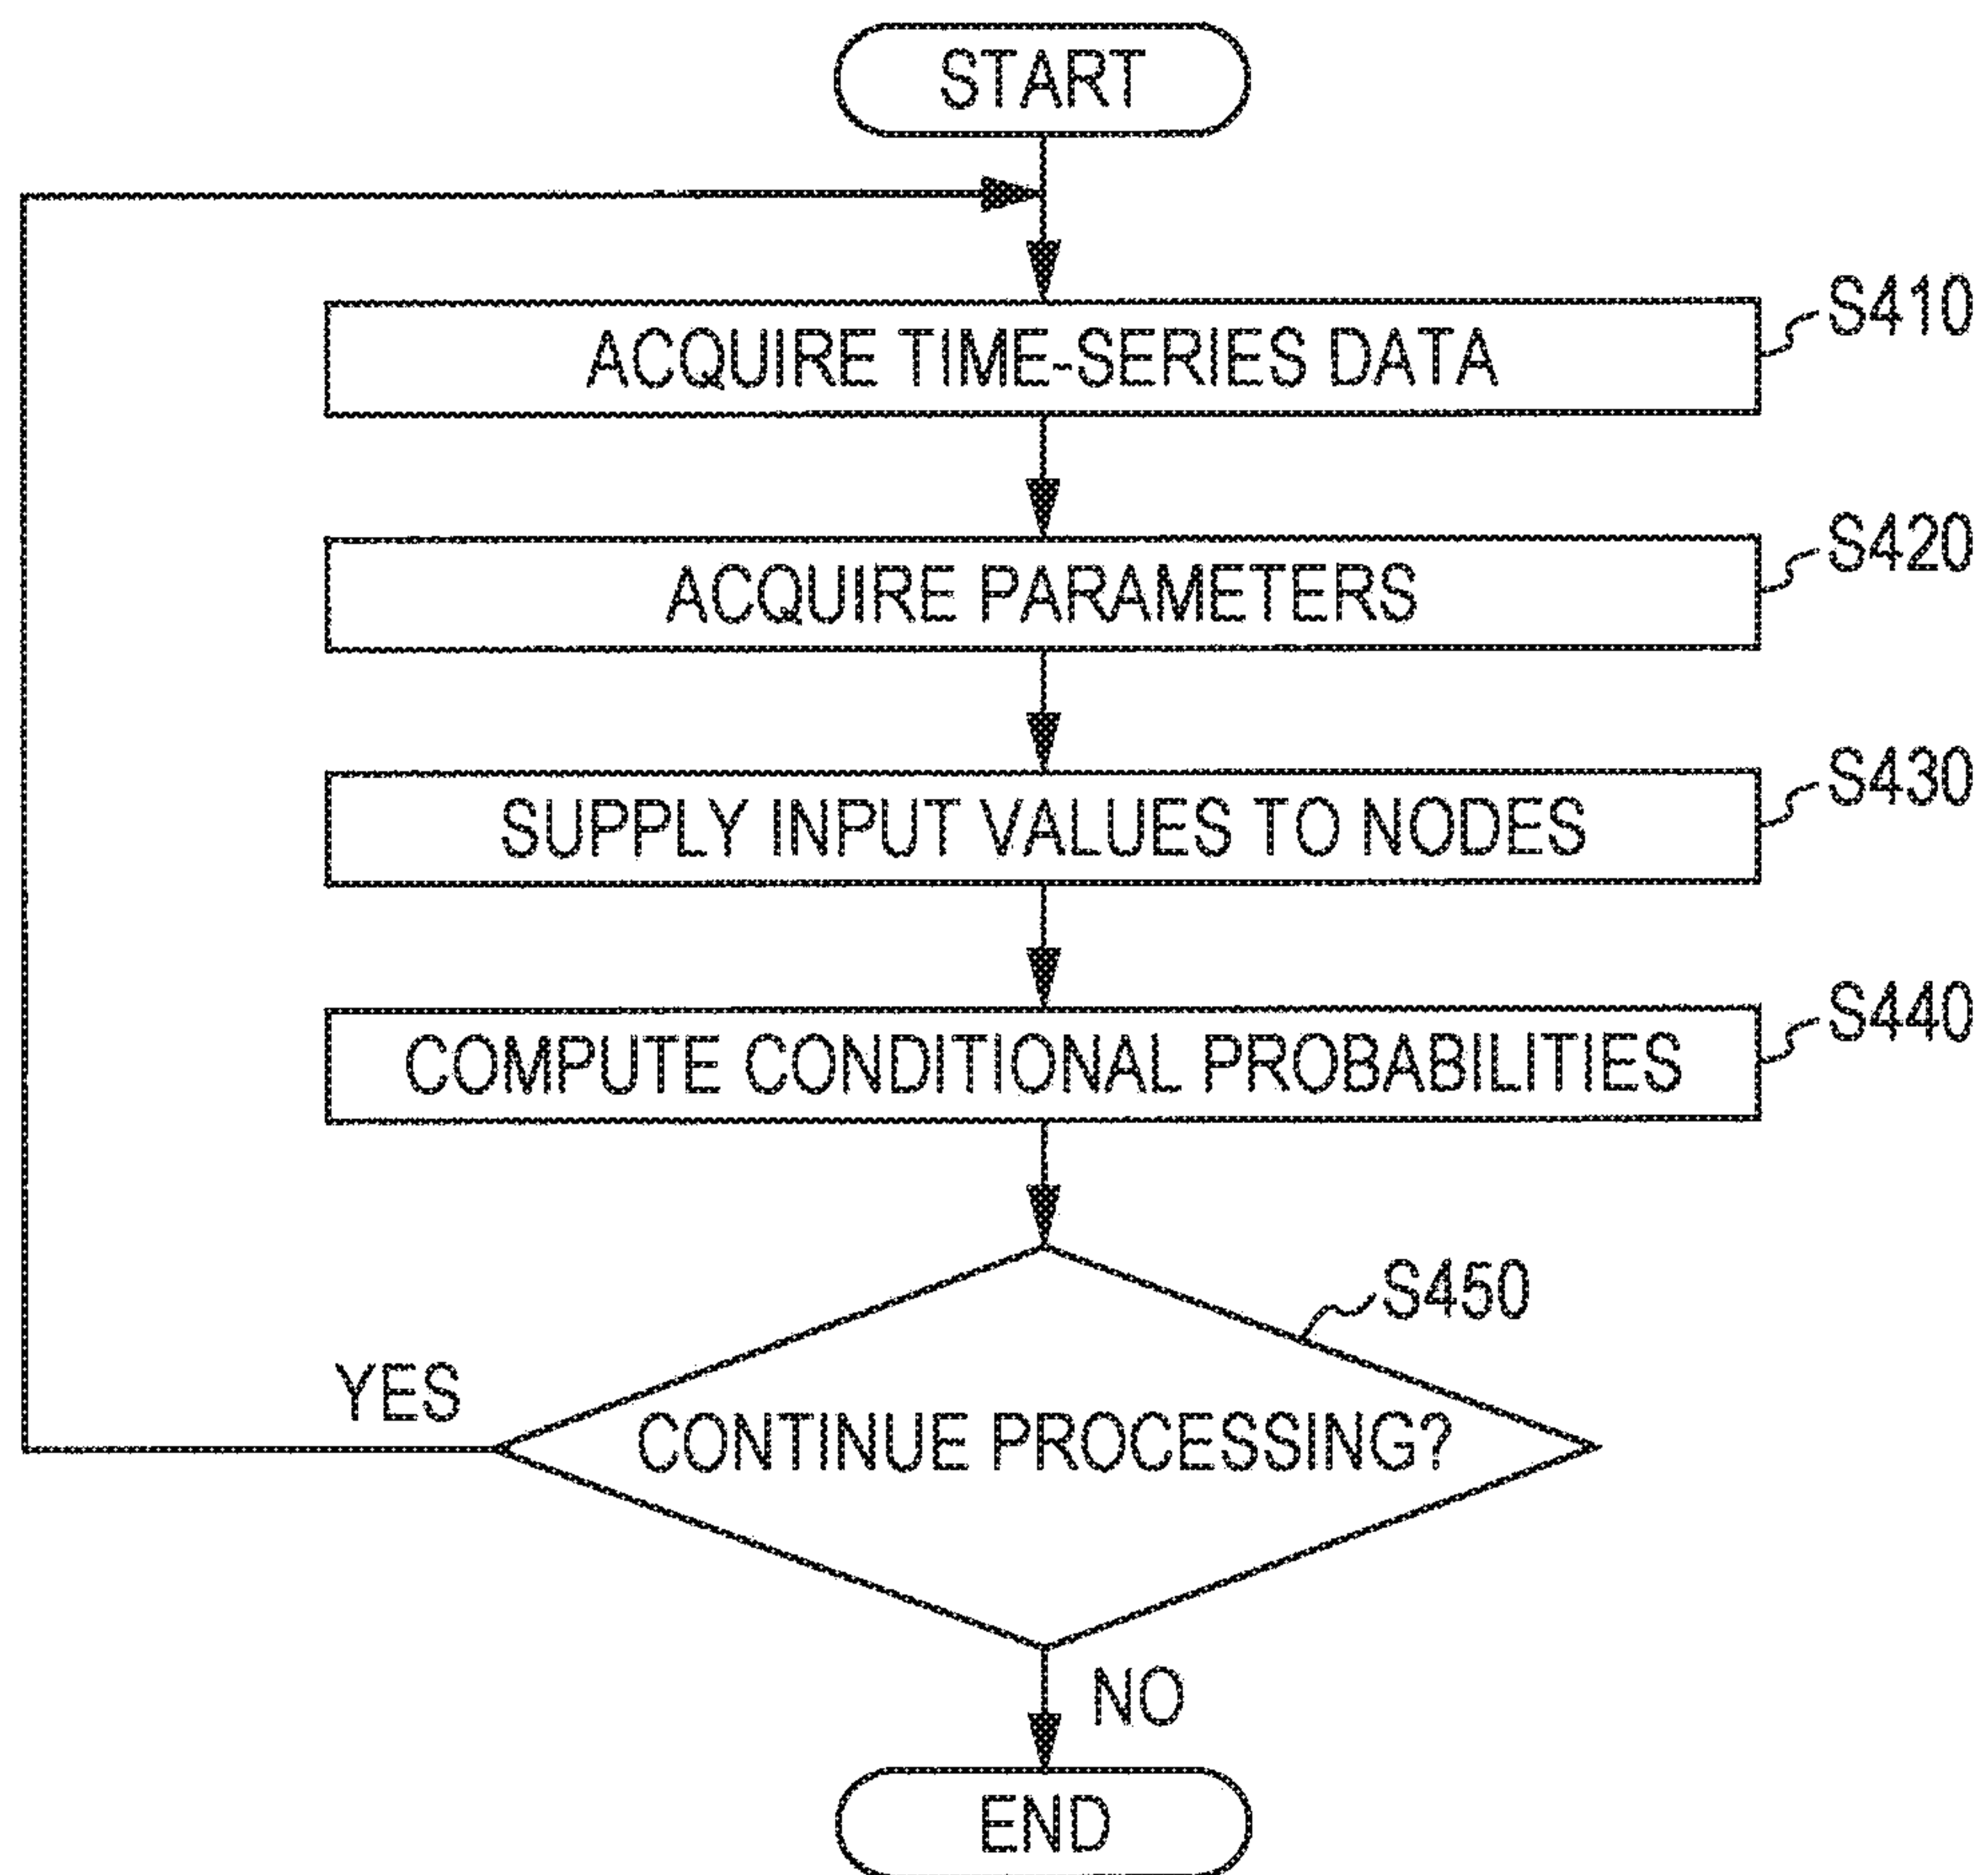 START
ACQUIRE TIME-SERIES DATA
S410
ACQUIRE PARAMETERS
S420
SUPPLY INPUT VALUES TO NODES
S430
COMPUTE CONDITIONAL PROBABILITIES
S440
S450
YES
CONTINUE PROCESSING?
NO
END